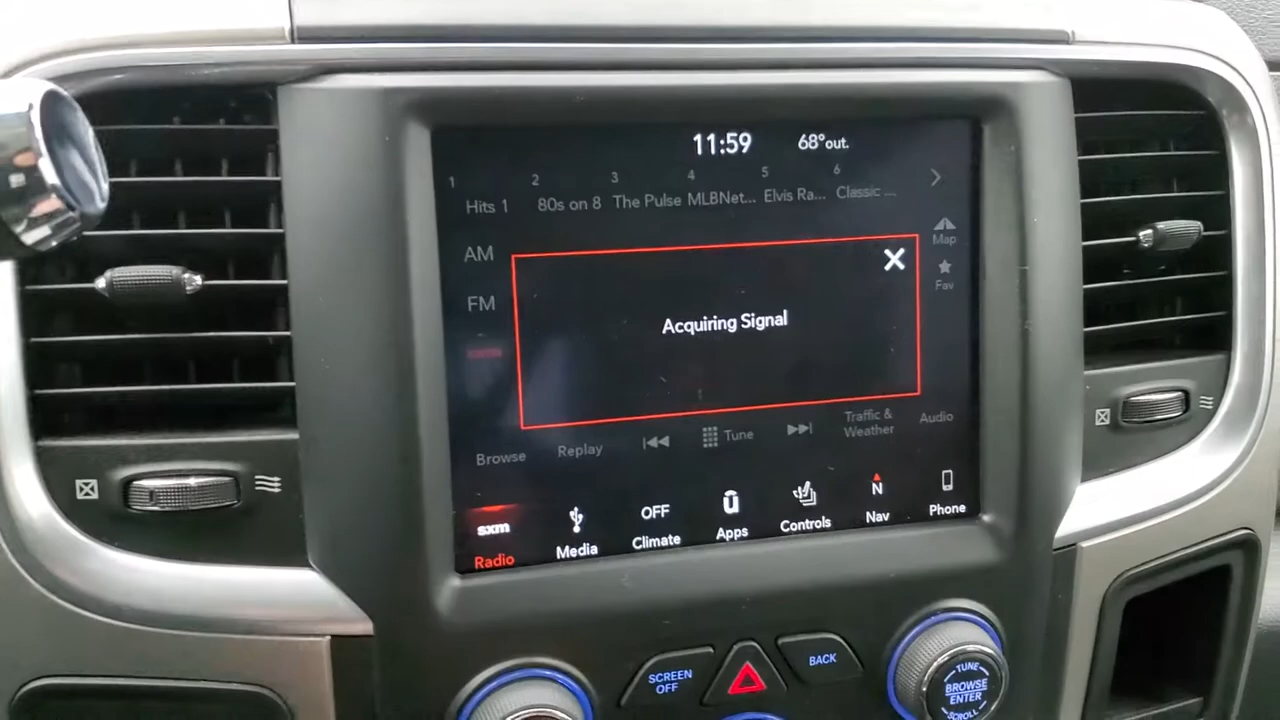 11:59 68°out.
1 2 3 4 5 6
Hits 1 80s on 8 The Pulse MLBNet... Elvis Ra... Classic ...
AM
Map
FM
Fav
sxm
Acquiring Signal
Browse Replay Tune Traffic & Weather Audio
sxm OFF N
Radio Media Climate Apps Controls Nav Phone
SCREEN OFF
BACK
TUNE
BROWSE
ENTER
SCROLL